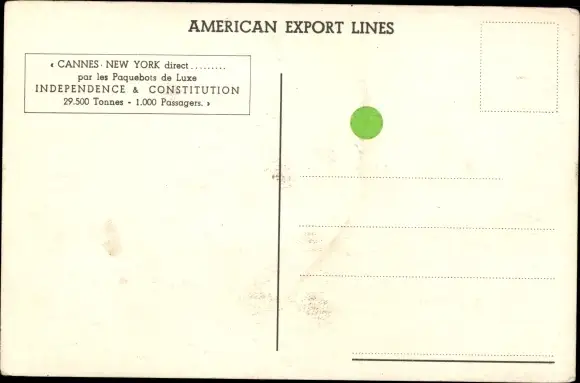 AMERICAN EXPORT LINES
« CANNES - NEW YORK direct.........
par les Paquebots de Luxe
INDEPENDENCE & CONSTITUTION
29.500 Tonnes - 1.000 Passagers. »